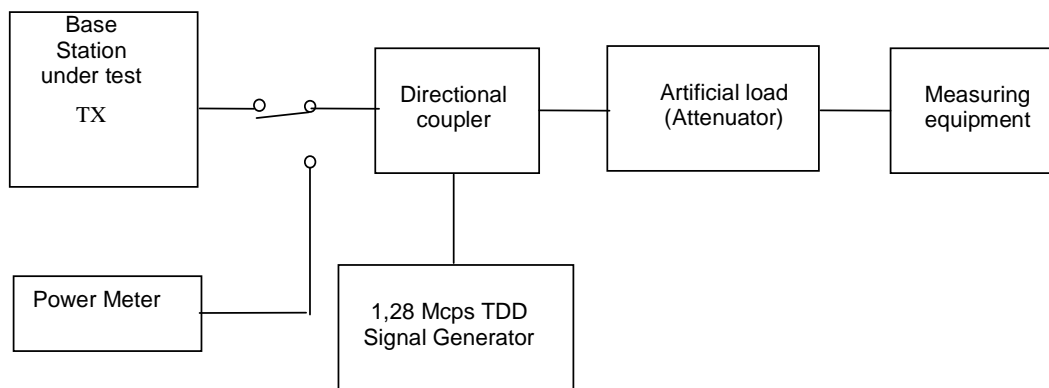 Base
Station
under test
TX
Directional
coupler
Artificial load
(Attenuator)
Measuring
equipment
Power Meter
1,28 Mcps TDD
Signal Generator